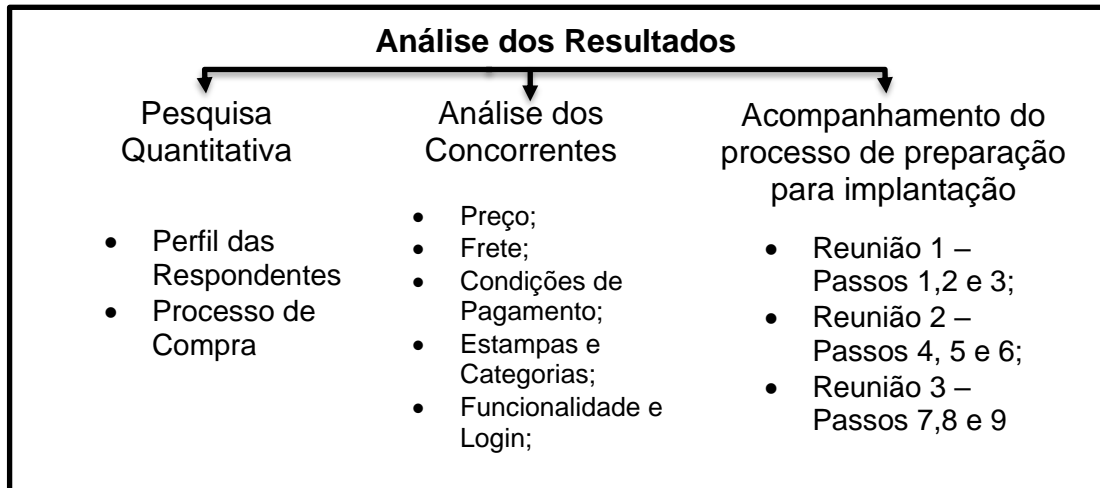 Análise dos Resultados
Pesquisa
Quantitativa
• Perfil das
Respondentes
• Processo de
Compra
Análise dos
Concorrentes
• Preço;
• Frete;
• Condições de
Pagamento;
• Estampas e
Categorias;
• Funcionalidade e
Login;
Acompanhamento do
processo de preparação
para implantação
• Reunião 1 –
Passos 1,2 e 3;
• Reunião 2 –
Passos 4, 5 e 6;
• Reunião 3 –
Passos 7,8 e 9